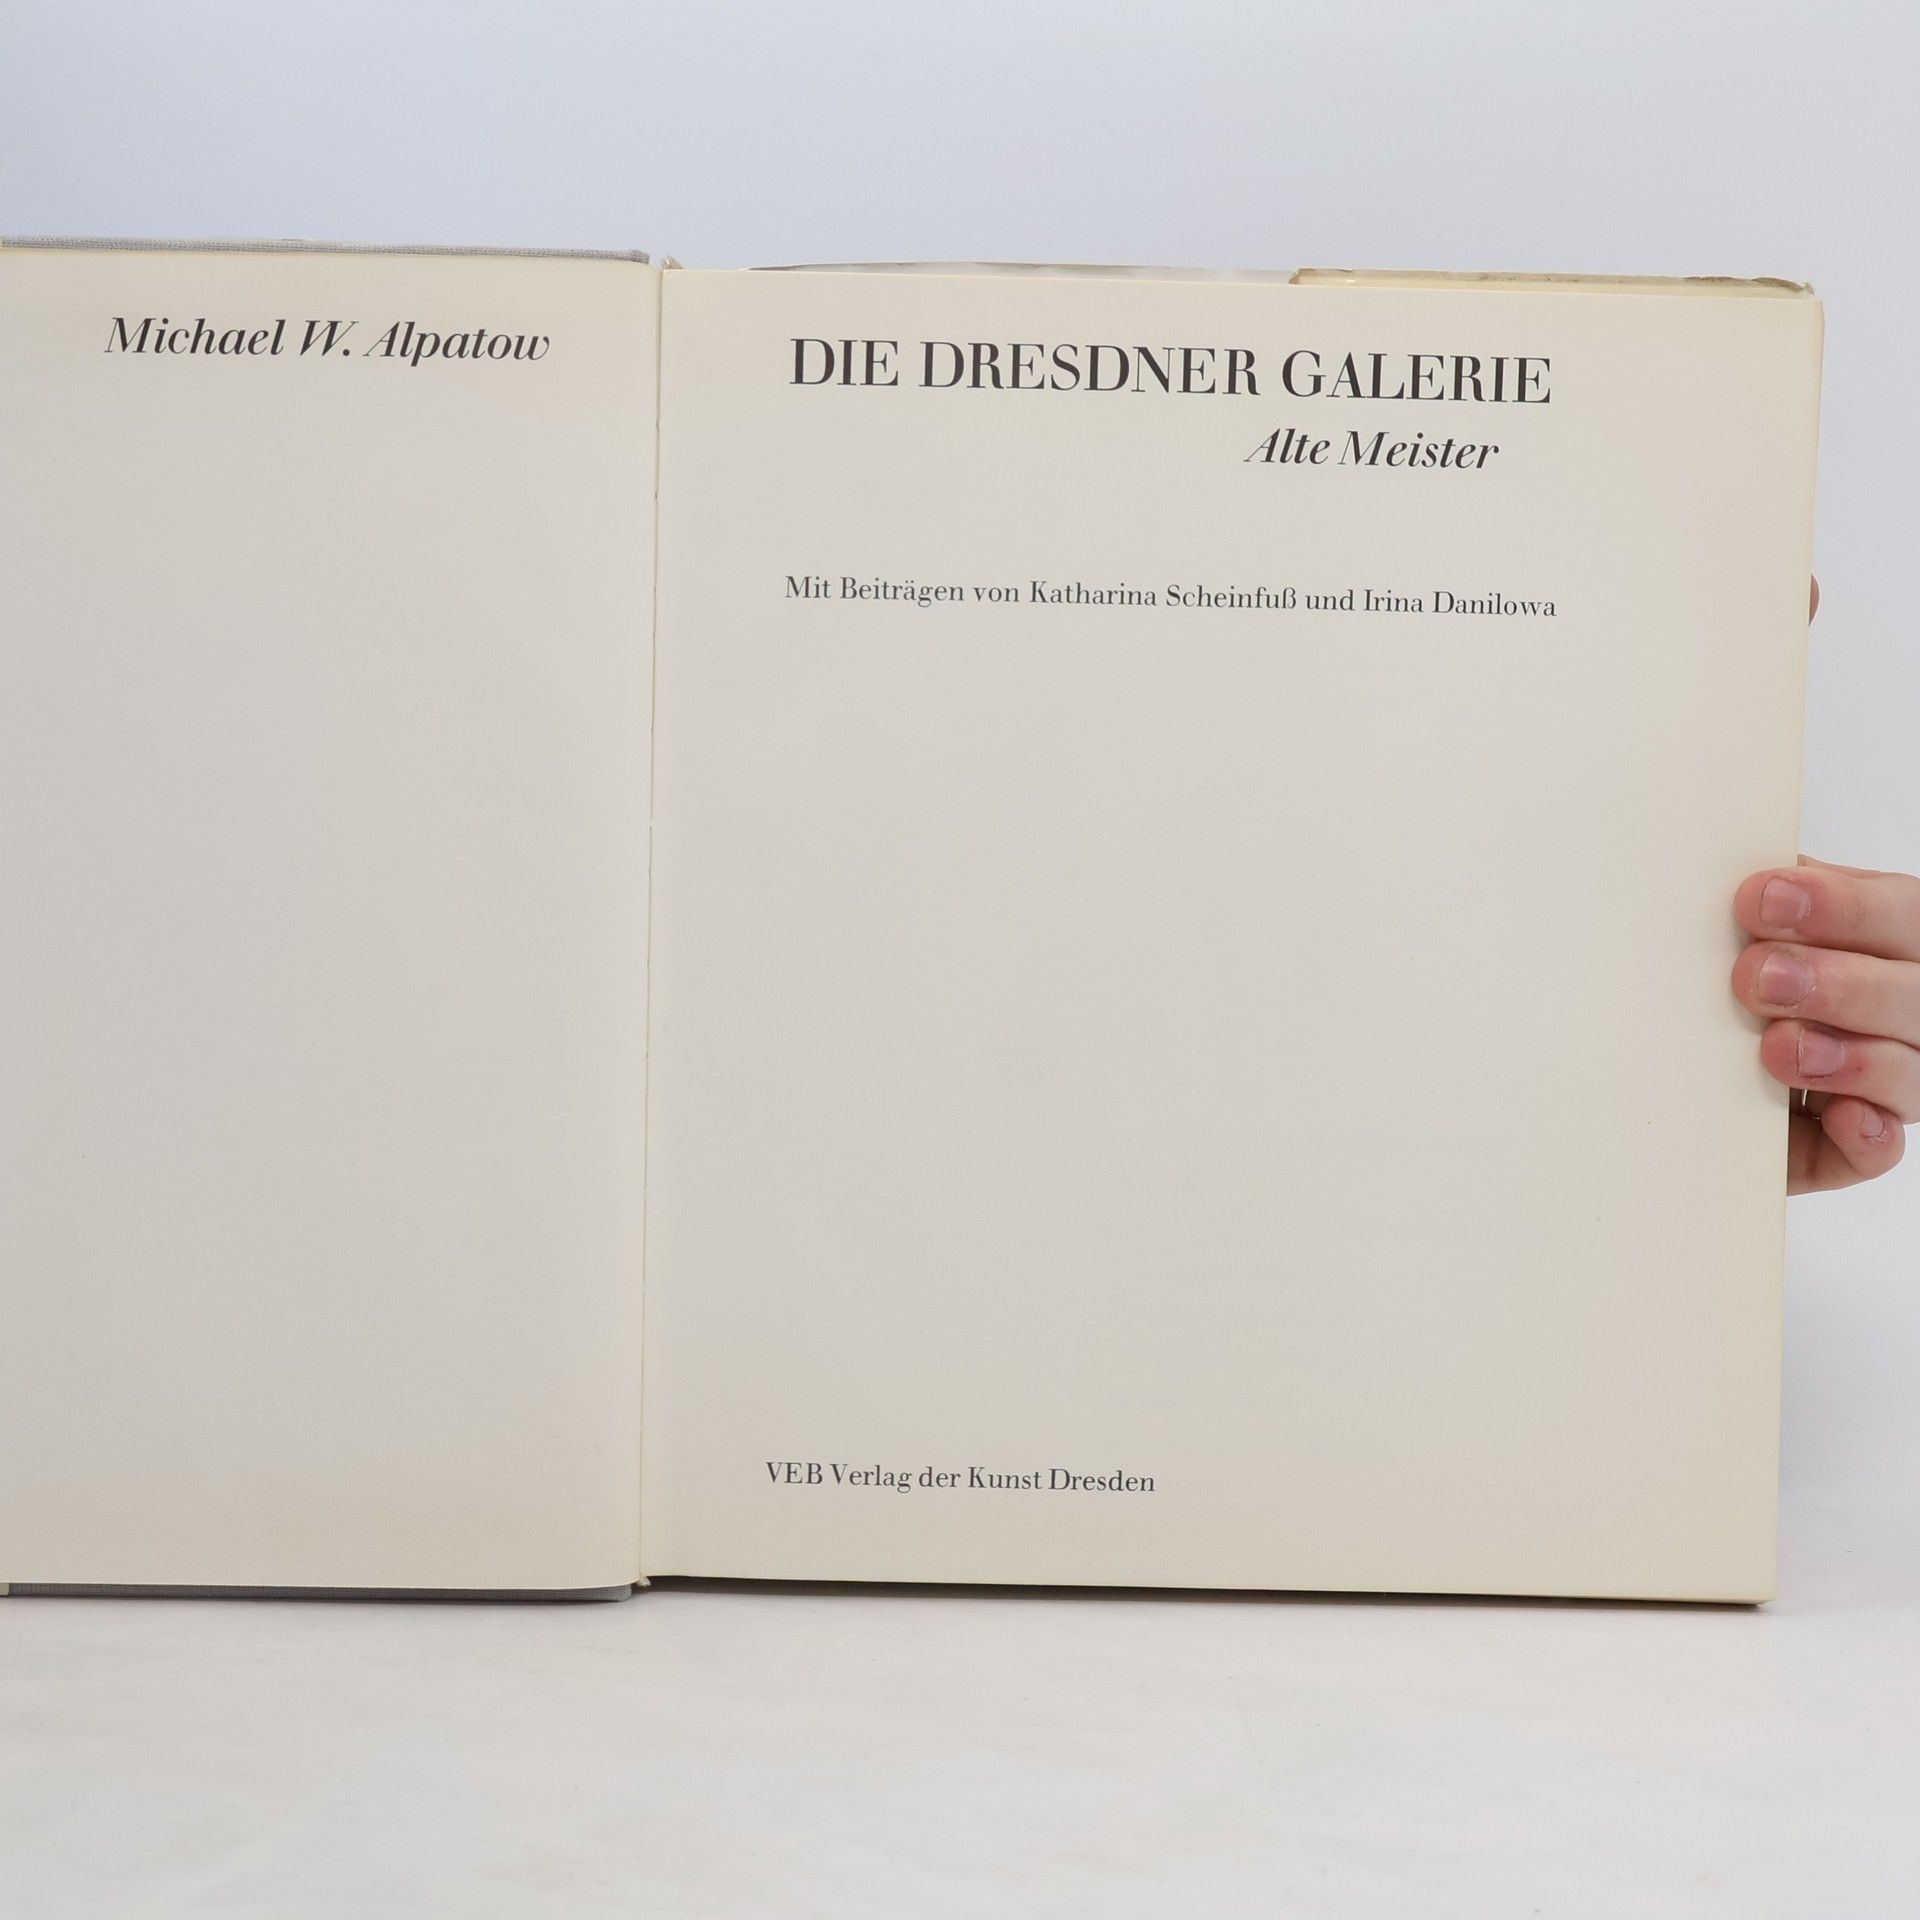 Michael W. Alpatow
DIE DRESDNER GALERIE
Alte Meister
Mit Beiträgen von Katharina Scheinfuß und Irina Danilowa
VEB Verlag der Kunst Dresden